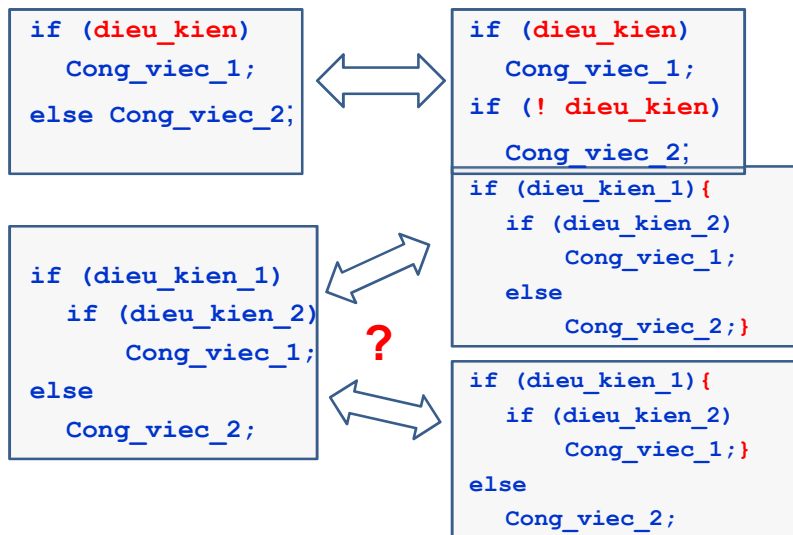 if (dieu_kien)
Cong_viec_1;
else Cong_viec_2;
if (dieu_kien)
Cong_viec_1;
if (! dieu_kien)
Cong_viec_2;
if (dieu_kien_1)
if (dieu_kien_2)
Cong_viec_1;
else
Cong_viec_2;
?
if (dieu_kien_1){
if (dieu_kien_2)
Cong_viec_1;
else
Cong_viec_2;}
if (dieu_kien_1){
if (dieu_kien_2)
Cong_viec_1;}
else
Cong_viec_2;